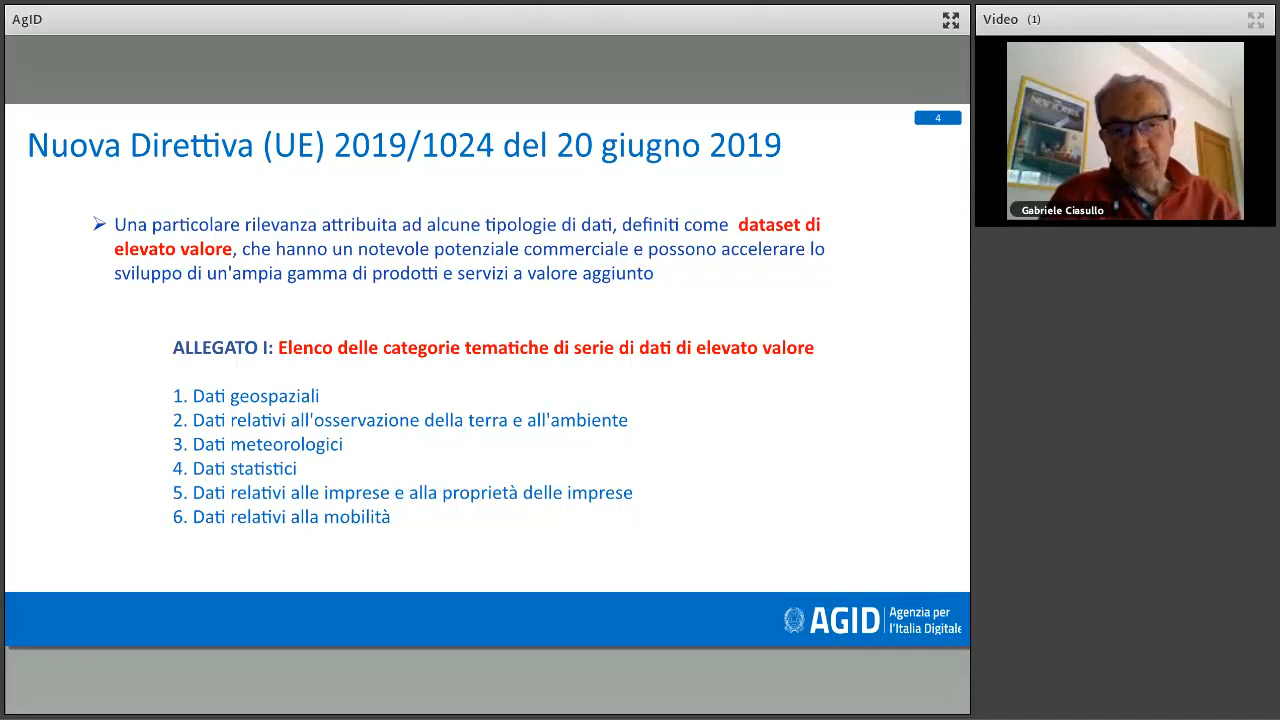 AgID
Video (1)
4
Nuova Direttiva (UE) 2019/1024 del 20 giugno 2019
Una particolare rilevanza attribuita ad alcune tipologie di dati, definiti come dataset di
elevato valore, che hanno un notevole potenziale commerciale e possono accelerare lo
sviluppo di un'ampia gamma di prodotti e servizi a valore aggiunto
ALLEGATO I: Elenco delle categorie tematiche di serie di dati di elevato valore
1. Dati geospaziali
2. Dati relativi all'osservazione della terra e all'ambiente
3. Dati meteorologici
4. Dati statistici
5. Dati relativi alle imprese e alla proprietà delle imprese
6. Dati relativi alla mobilità
AGID
Agenzia per
l'Italia Digitale
NEW YORKER
Gabriele Ciasullo